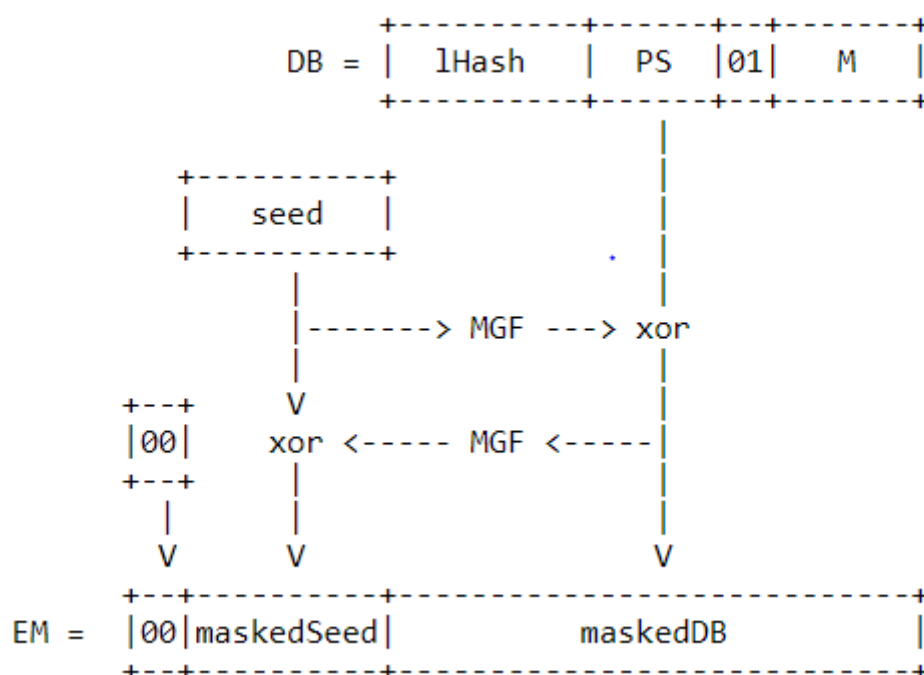 +----------+------+--+-------+
DB = |  lHash   |  PS  |01|   M   |
+----------+------+--+-------+
|
+----------+ |
|   seed   | |
+----------+ |
| |
|-------> MGF ---> xor
| |
+--+ V |
|00| xor <----- MGF <-----|
+--+ | |
| | |
V V V
+--+----------+----------------------------+
EM = |00|maskedSeed|          maskedDB          |
+--+----------+----------------------------+